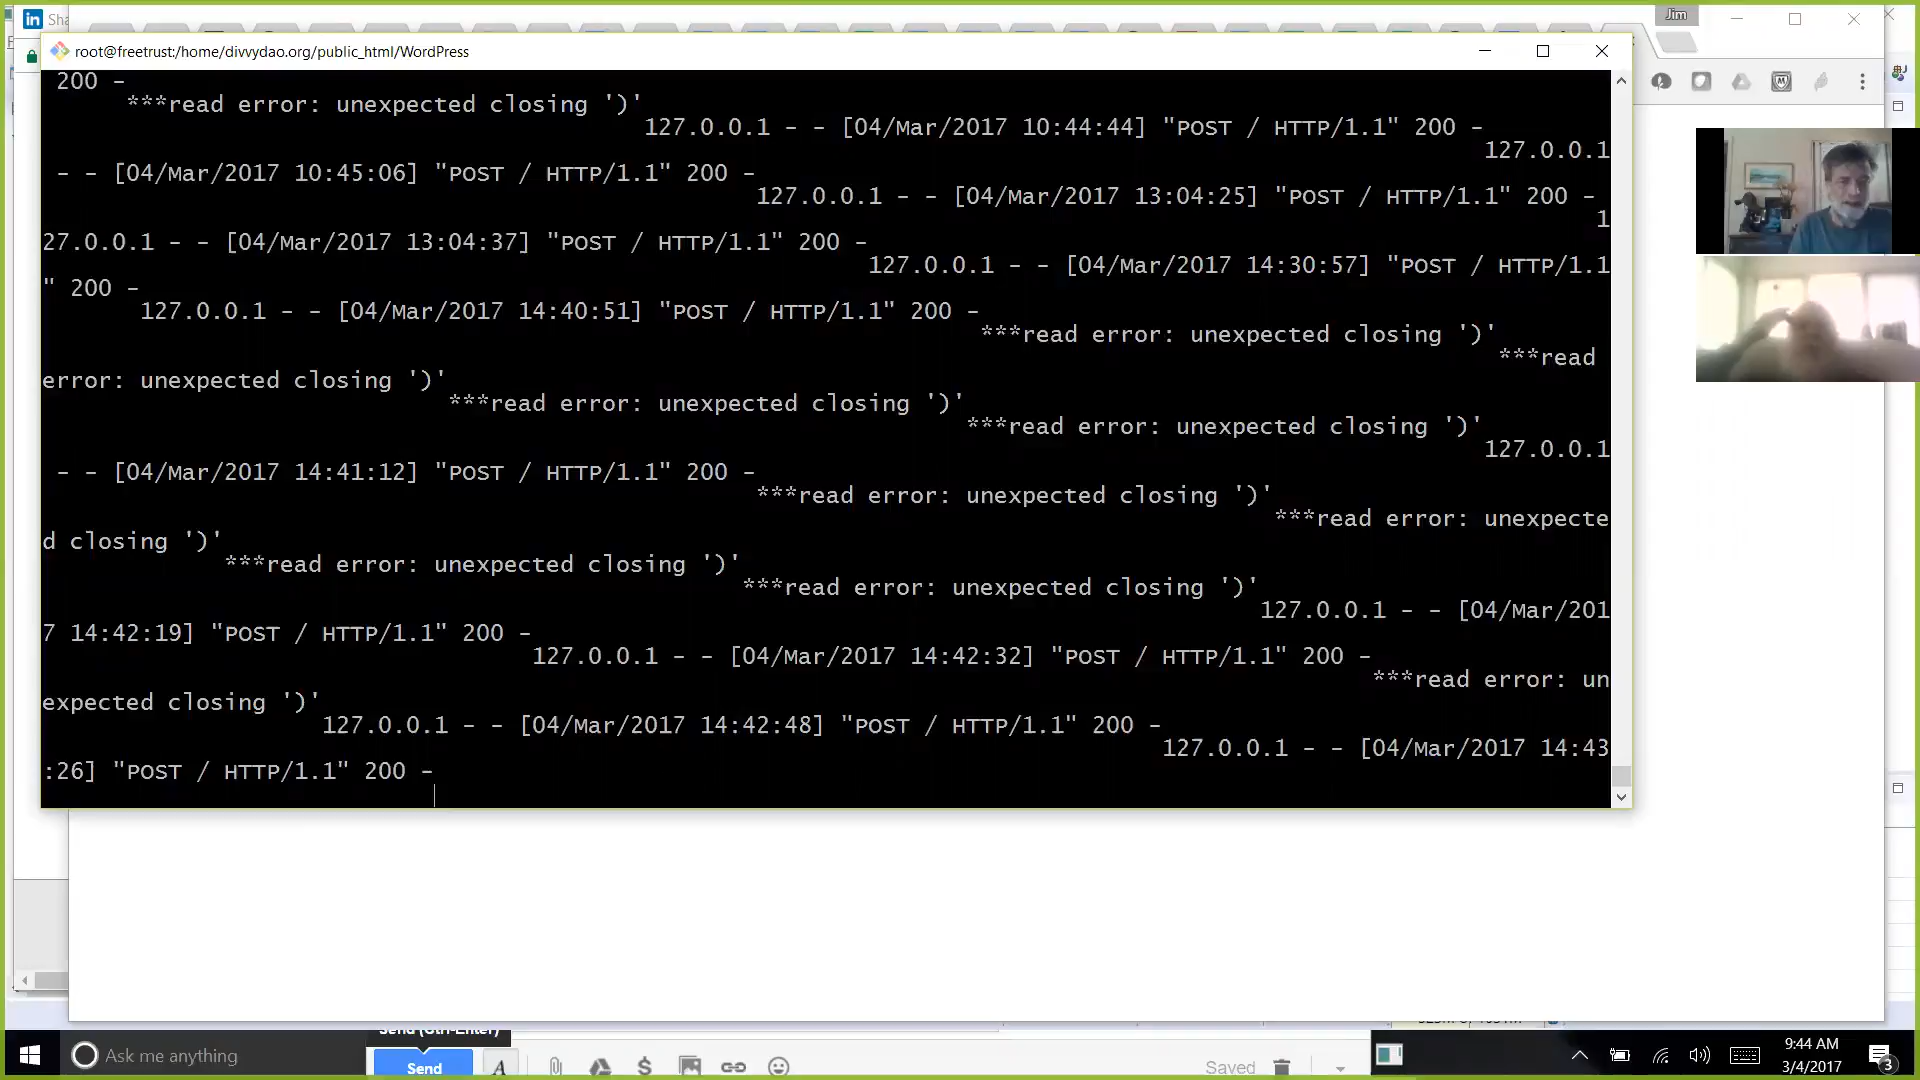 Sha
Jim
root@freetrust:/home/divvydao.org/public_html/WordPress
200 -
***read error: unexpected closing ')'
127.0.0.1 - - [04/Mar/2017 10:44:44] "POST / HTTP/1.1" 200 -
127.0.0.1
- - [04/Mar/2017 10:45:06] "POST / HTTP/1.1" 200 -
127.0.0.1 - - [04/Mar/2017 13:04:25] "POST / HTTP/1.1" 200 -
1
27.0.0.1 - - [04/Mar/2017 13:04:37] "POST / HTTP/1.1" 200 -
127.0.0.1 - - [04/Mar/2017 14:30:57] "POST / HTTP/1.1
" 200 -
127.0.0.1 - - [04/Mar/2017 14:40:51] "POST / HTTP/1.1" 200 -
***read error: unexpected closing ')'
***read
error: unexpected closing ')'
***read error: unexpected closing ')'
***read error: unexpected closing ')'
127.0.0.1
- - [04/Mar/2017 14:41:12] "POST / HTTP/1.1" 200 -
***read error: unexpected closing ')'
***read error: unexpecte
d closing ')'
***read error: unexpected closing ')'
***read error: unexpected closing ')'
127.0.0.1 - - [04/Mar/201
7 14:42:19] "POST / HTTP/1.1" 200 -
127.0.0.1 - - [04/Mar/2017 14:42:32] "POST / HTTP/1.1" 200 -
***read error: un
expected closing ')'
127.0.0.1 - - [04/Mar/2017 14:42:48] "POST / HTTP/1.1" 200 -
127.0.0.1 - - [04/Mar/2017 14:43
:26] "POST / HTTP/1.1" 200 -
Send (Ctrl-Enter)
Ask me anything
Send
Saved
9:44 AM
3/4/2017
3